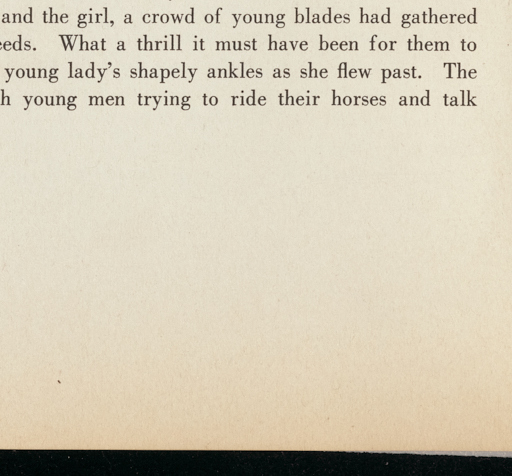 and the girl, a crowd of young blades had gathered
eeds. What a thrill it must have been for them to
young lady's shapely ankles as she flew past. The
h young men trying to ride their horses and talk